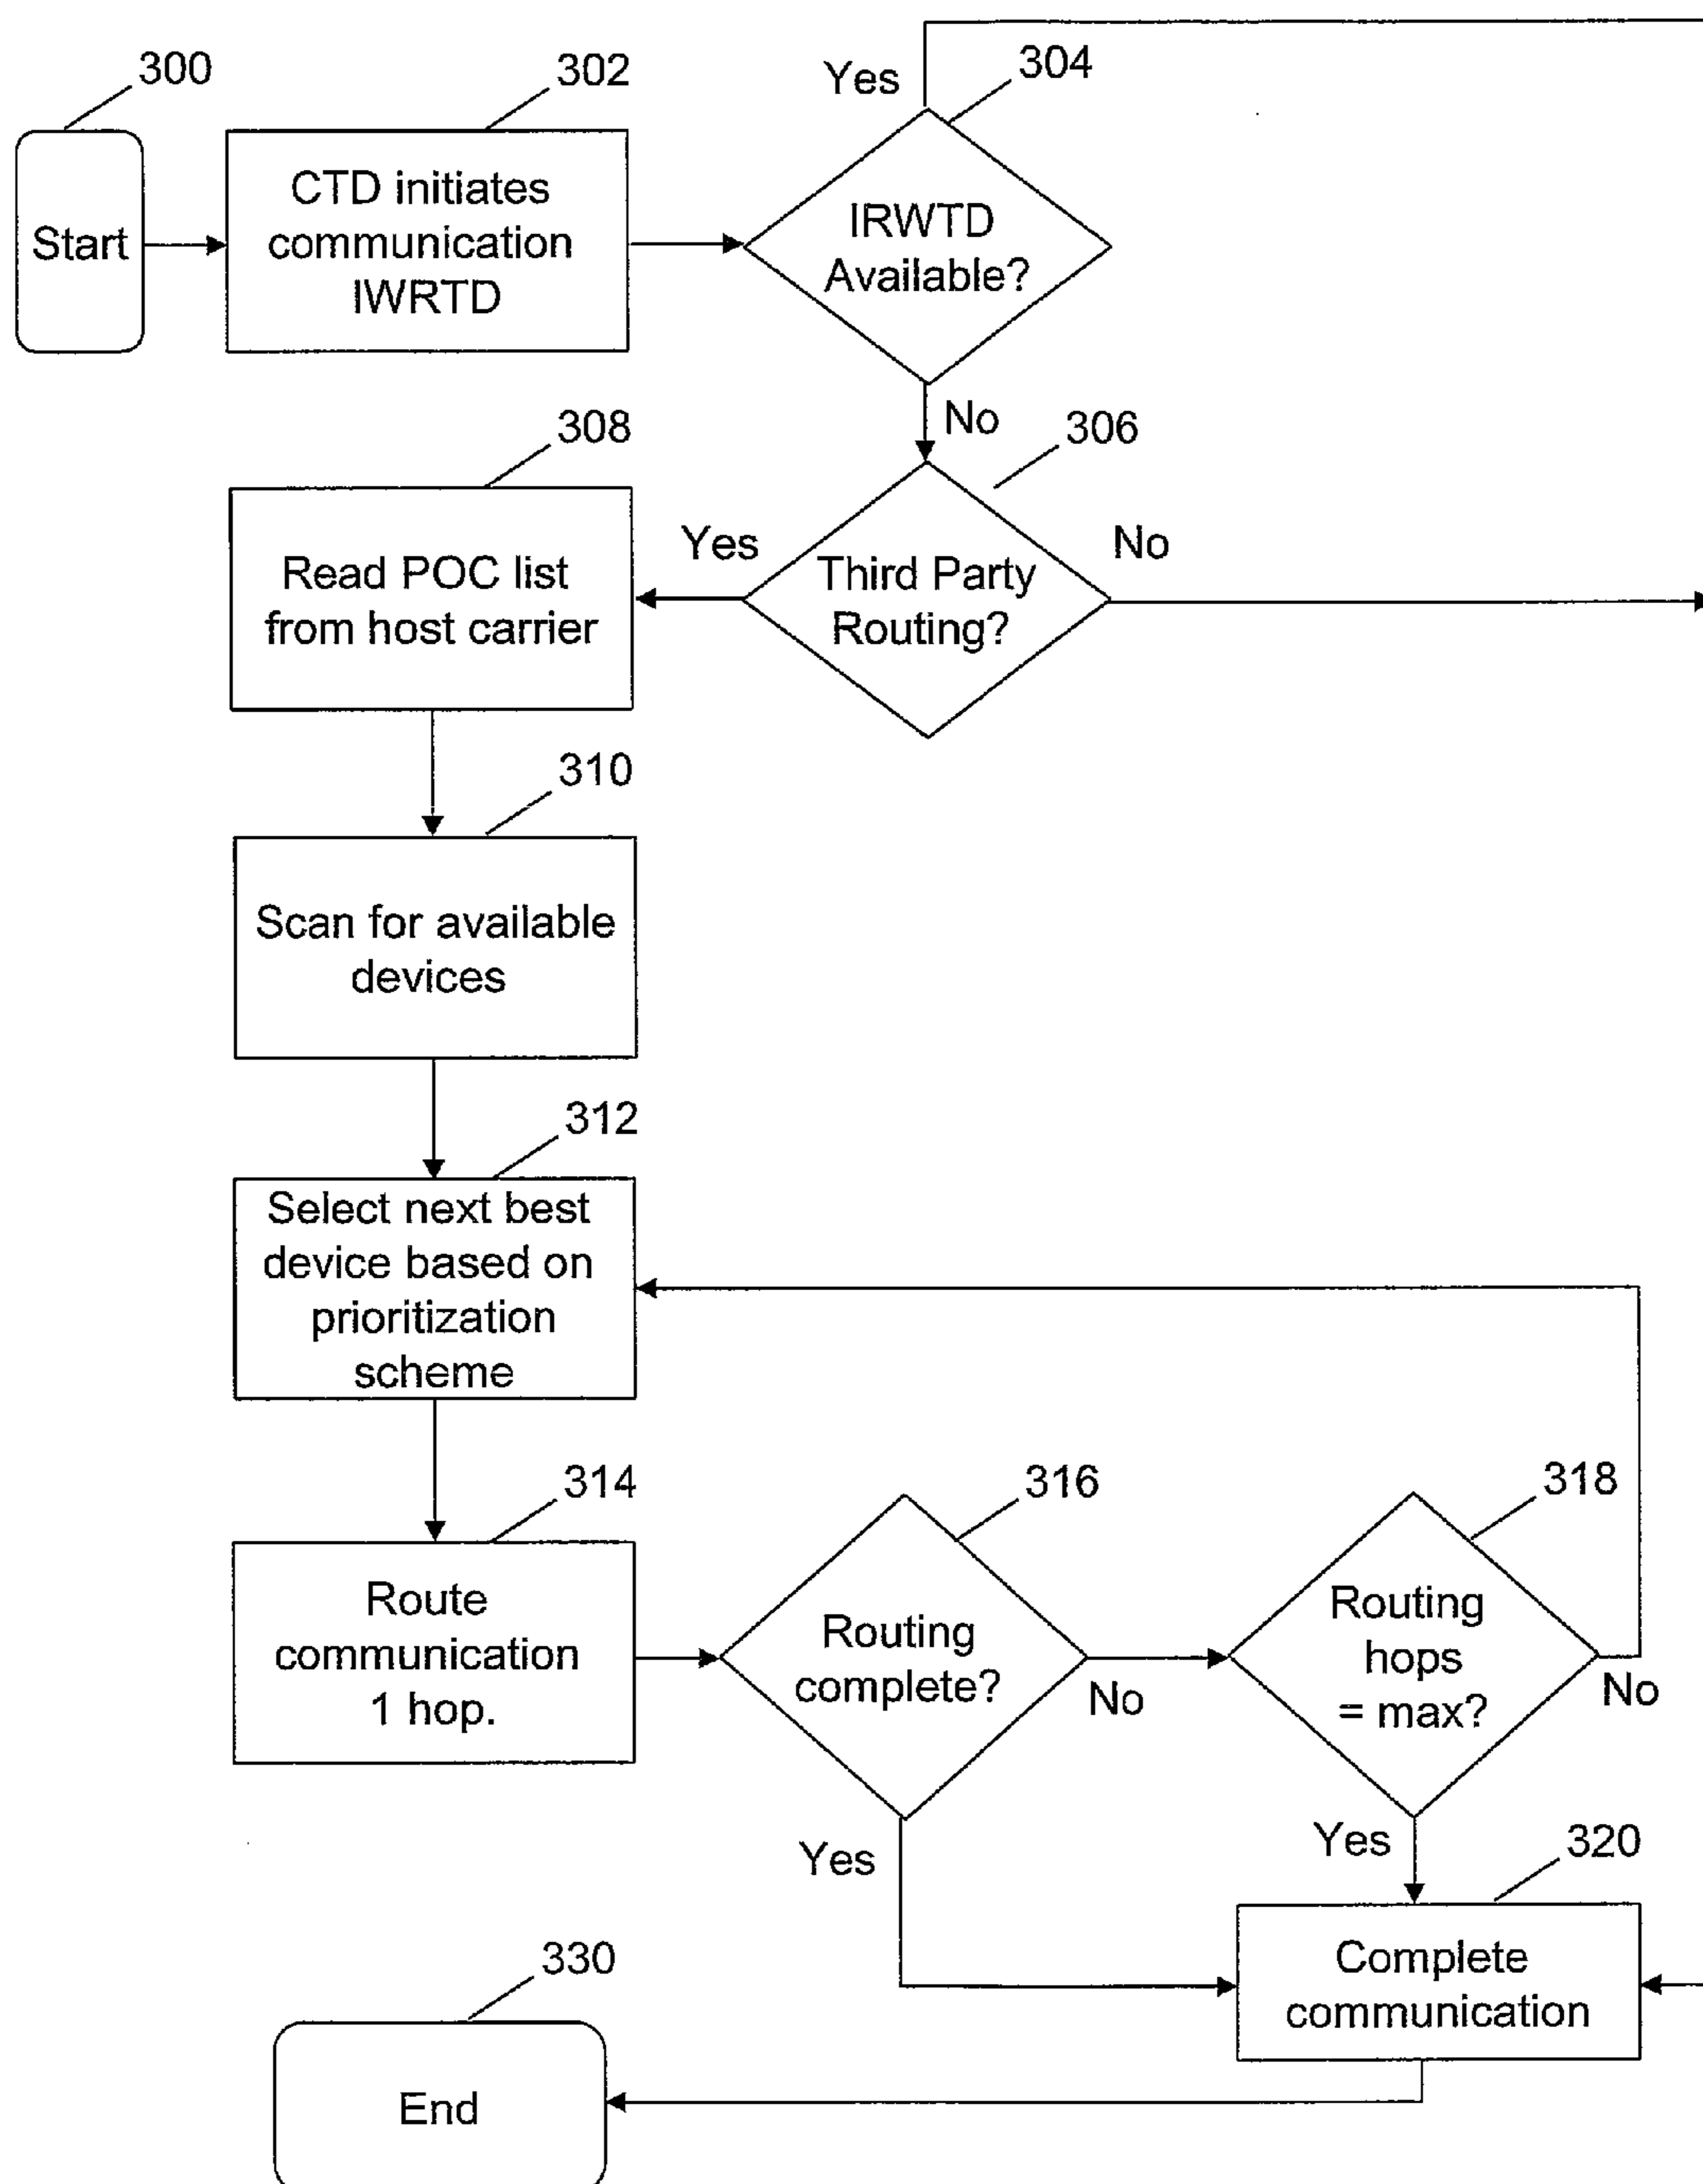 300
302
304
Yes
Start
CTD initiates
communication
IWRTD
IRWTD
Available?
No
308
306
Read POC list
from host carrier
Yes
Third Party
Routing?
No
310
Scan for available
devices
312
Select next best
device based on
prioritization
scheme
314
316
318
Route
communication
1 hop.
Routing
complete?
No
Routing
hops
= max?
No
Yes
Yes
320
Complete
communication
330
End